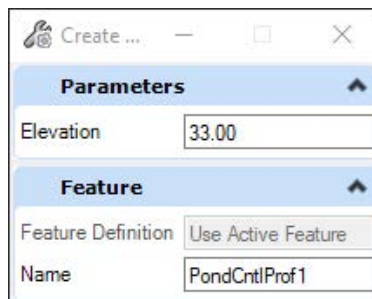 Create ...
Parameters
Elevation 33.00
Feature
Feature Definition Use Active Feature
Name PondCntlProf1